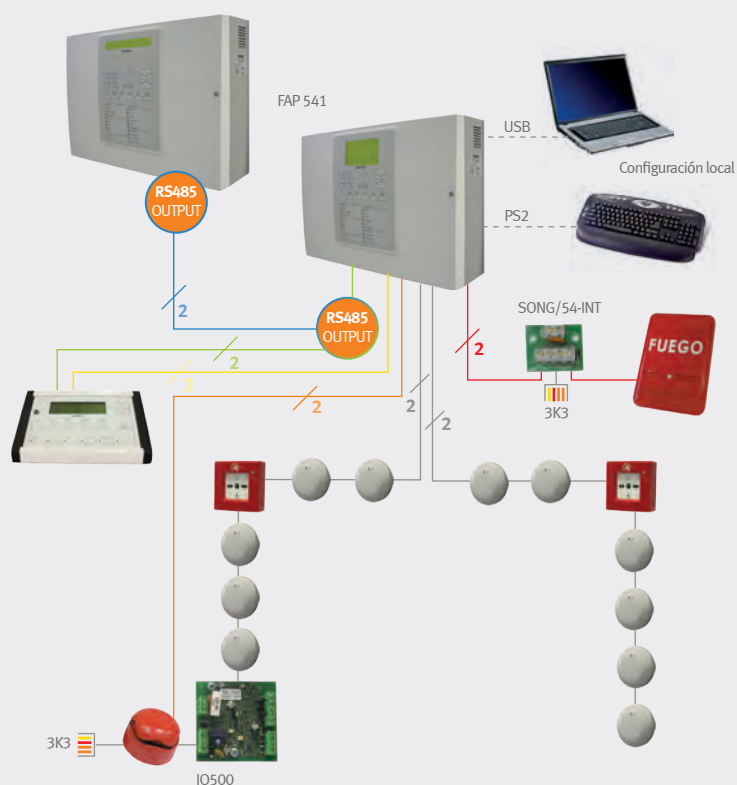 FAP 541
USB
Configuración local
RS485
OUTPUT
PS2
SONG/54-INT
2
RS485
OUTPUT
2
FUEGO
2
2
3K3
2
2
2
3K3
IO500